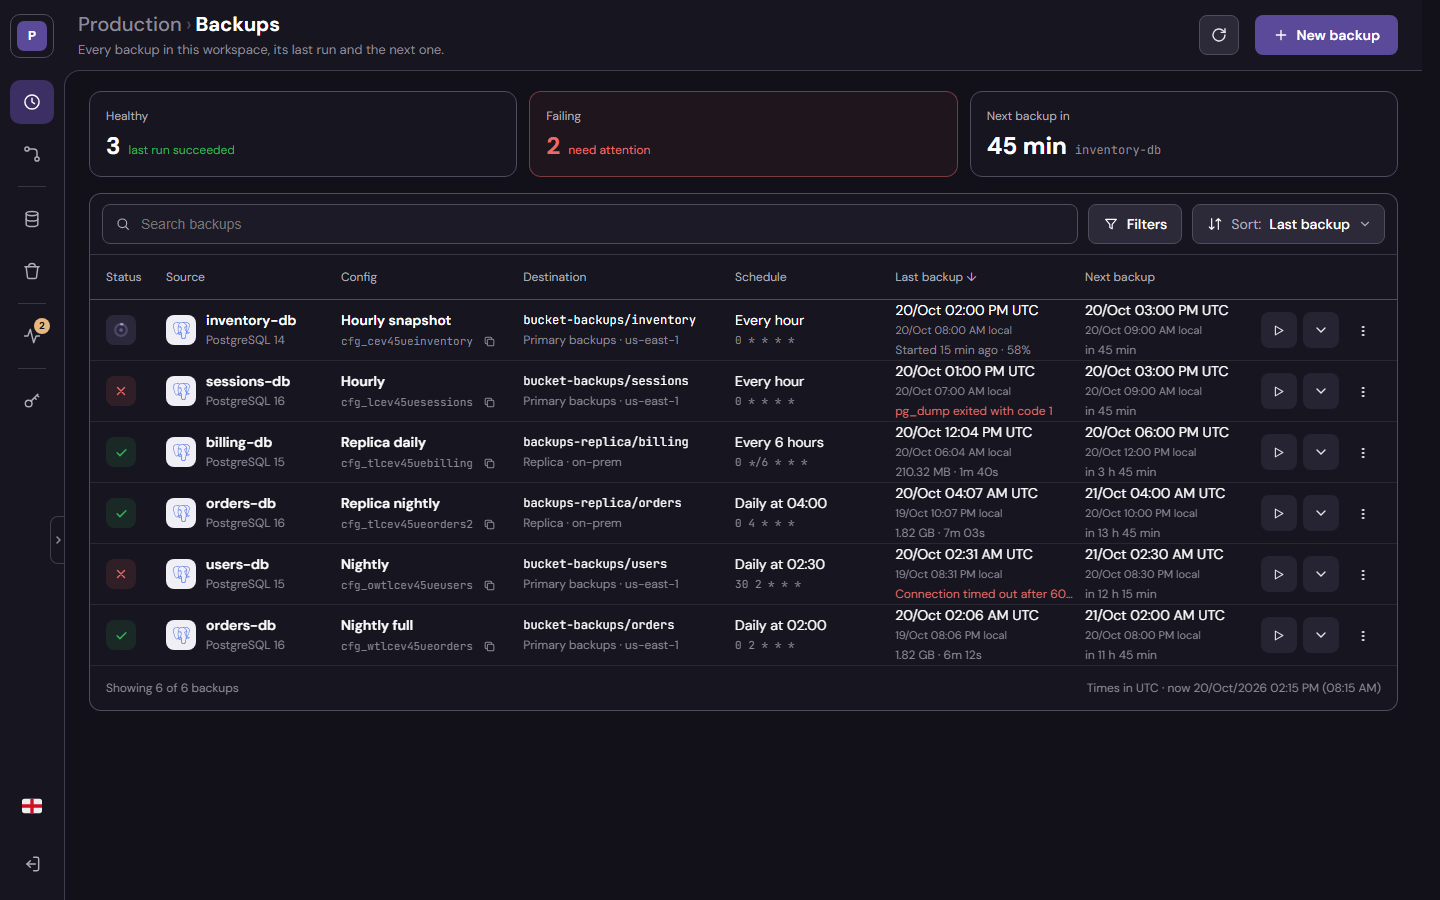 P
Production › Backups
Every backup in this workspace, its last run and the next one.
New backup
Healthy
3 last run succeeded
Failing
2 need attention
Next backup in
45 min inventory-db
Search backups
Filters
Sort: Last backup
2
Status Source Config Destination Schedule Last backup ↓ Next backup
inventory-db Hourly snapshot bucket-backups/inventory Every hour 20/Oct 02:00 PM UTC 20/Oct 03:00 PM UTC
PostgreSQL 14 cfg_cev45ueinventory Primary backups · us-east-1 0 * * * * 20/Oct 08:00 AM local 20/Oct 09:00 AM local
Started 15 min ago · 58% in 45 min
sessions-db Hourly bucket-backups/sessions Every hour 20/Oct 01:00 PM UTC 20/Oct 03:00 PM UTC
PostgreSQL 16 cfg_lcev45uesessions Primary backups · us-east-1 0 * * * * 20/Oct 07:00 AM local 20/Oct 09:00 AM local
pg_dump exited with code 1 in 45 min
billing-db Replica daily backups-replica/billing Every 6 hours 20/Oct 12:04 PM UTC 20/Oct 06:00 PM UTC
PostgreSQL 15 cfg_tlcev45uebilling Replica · on-prem 0 */6 * * * 20/Oct 06:04 AM local 20/Oct 12:00 PM local
210.32 MB · 1m 40s in 3 h 45 min
orders-db Replica nightly backups-replica/orders Daily at 04:00 20/Oct 04:07 AM UTC 21/Oct 04:00 AM UTC
PostgreSQL 16 cfg_tlcev45ueorders2 Replica · on-prem 0 4 * * * 19/Oct 10:07 PM local 20/Oct 10:00 PM local
1.82 GB · 7m 03s in 13 h 45 min
users-db Nightly bucket-backups/users Daily at 02:30 20/Oct 02:31 AM UTC 21/Oct 02:30 AM UTC
PostgreSQL 15 cfg_owtlcev45ueusers Primary backups · us-east-1 30 2 * * * 19/Oct 08:31 PM local 20/Oct 08:30 PM local
Connection timed out after 60... in 12 h 15 min
orders-db Nightly full bucket-backups/orders Daily at 02:00 20/Oct 02:06 AM UTC 21/Oct 02:00 AM UTC
PostgreSQL 16 cfg_wtlcev45ueorders Primary backups · us-east-1 0 2 * * * 19/Oct 08:06 PM local 20/Oct 08:00 PM local
1.82 GB · 6m 12s in 11 h 45 min
Showing 6 of 6 backups Times in UTC · now 20/Oct/2026 02:15 PM (08:15 AM)